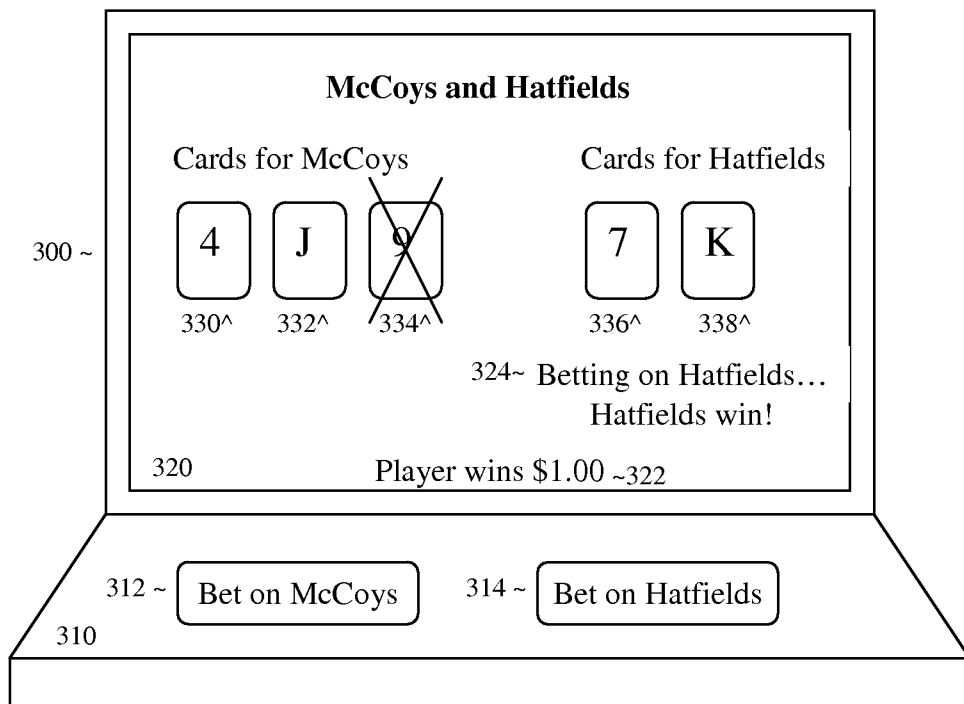 McCoys and Hatfields
Cards for McCoys Cards for Hatfields
300 ~ 4 J 9 7 K
330^ 332^ 334^ 336^ 338^
324~ Betting on Hatfields…
Hatfields win!
320 Player wins $1.00 ~322
312 ~ Bet on McCoys 314 ~ Bet on Hatfields
310